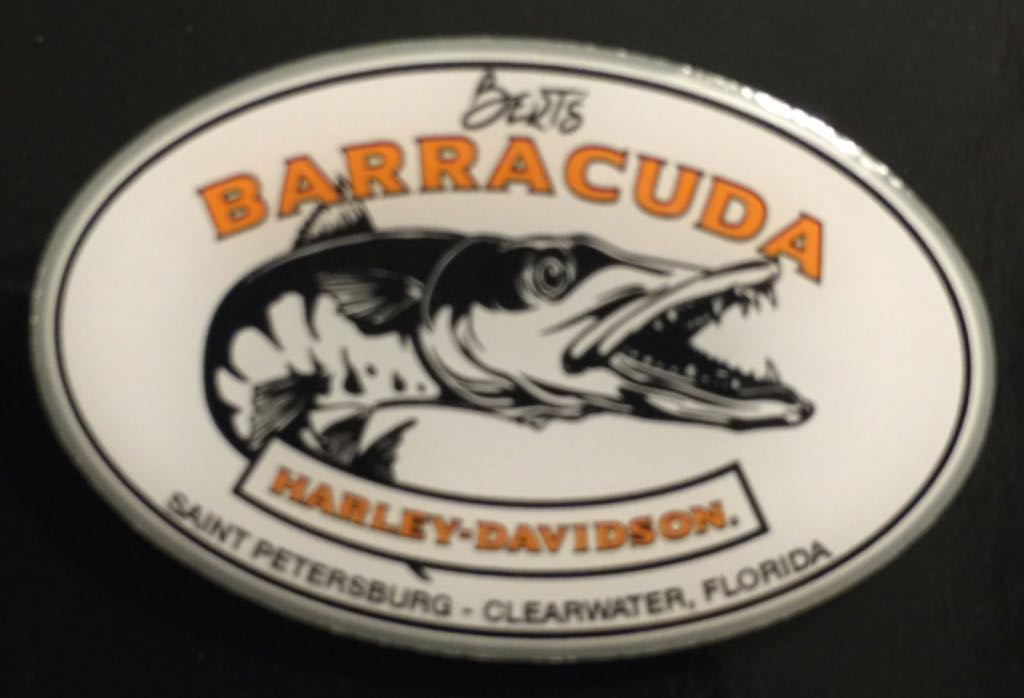 BERT'S
BARRACUDA
HARLEY-DAVIDSON.
SAINT PETERSBURG - CLEARWATER, FLORIDA